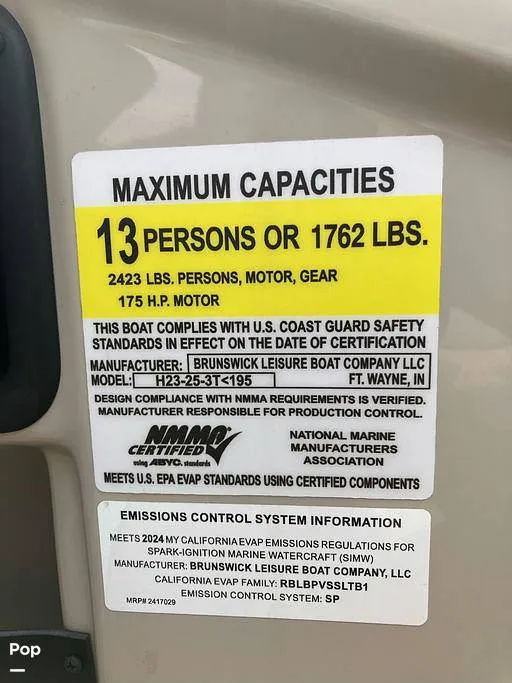 MAXIMUM CAPACITIES
13 PERSONS OR 1762 LBS.
2423 LBS. PERSONS, MOTOR, GEAR
175 H.P. MOTOR
THIS BOAT COMPLIES WITH U.S. COAST GUARD SAFETY
STANDARDS IN EFFECT ON THE DATE OF CERTIFICATION
MANUFACTURER: BRUNSWICK LEISURE BOAT COMPANY LLC
MODEL: H23-25-3T<195 FT. WAYNE, IN
DESIGN COMPLIANCE WITH NMMA REQUIREMENTS IS VERIFIED.
MANUFACTURER RESPONSIBLE FOR PRODUCTION CONTROL.
NMMA®
CERTIFIED
using ABYC. standards
NATIONAL MARINE
MANUFACTURERS
ASSOCIATION
MEETS U.S. EPA EVAP STANDARDS USING CERTIFIED COMPONENTS
EMISSIONS CONTROL SYSTEM INFORMATION
MEETS 2024 MY CALIFORNIA EVAP EMISSIONS REGULATIONS FOR
SPARK-IGNITION MARINE WATERCRAFT (SIMW)
MANUFACTURER: BRUNSWICK LEISURE BOAT COMPANY, LLC
CALIFORNIA EVAP FAMILY: RBLBPVSSLTB1
EMISSION CONTROL SYSTEM: SP
MRP# 2417029
Pop